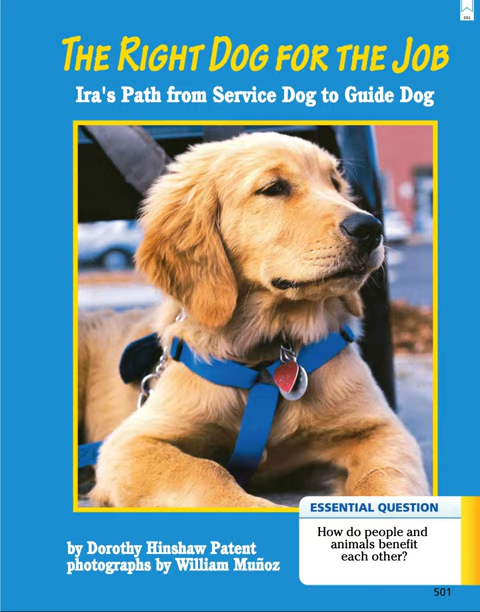 501
THE RIGHT DOG FOR THE JOB
Ira's Path from Service Dog to Guide Dog
ESSENTIAL QUESTION
How do people and
animals benefit
each other?
by Dorothy Hinshaw Patent
photographs by William Muñoz
501